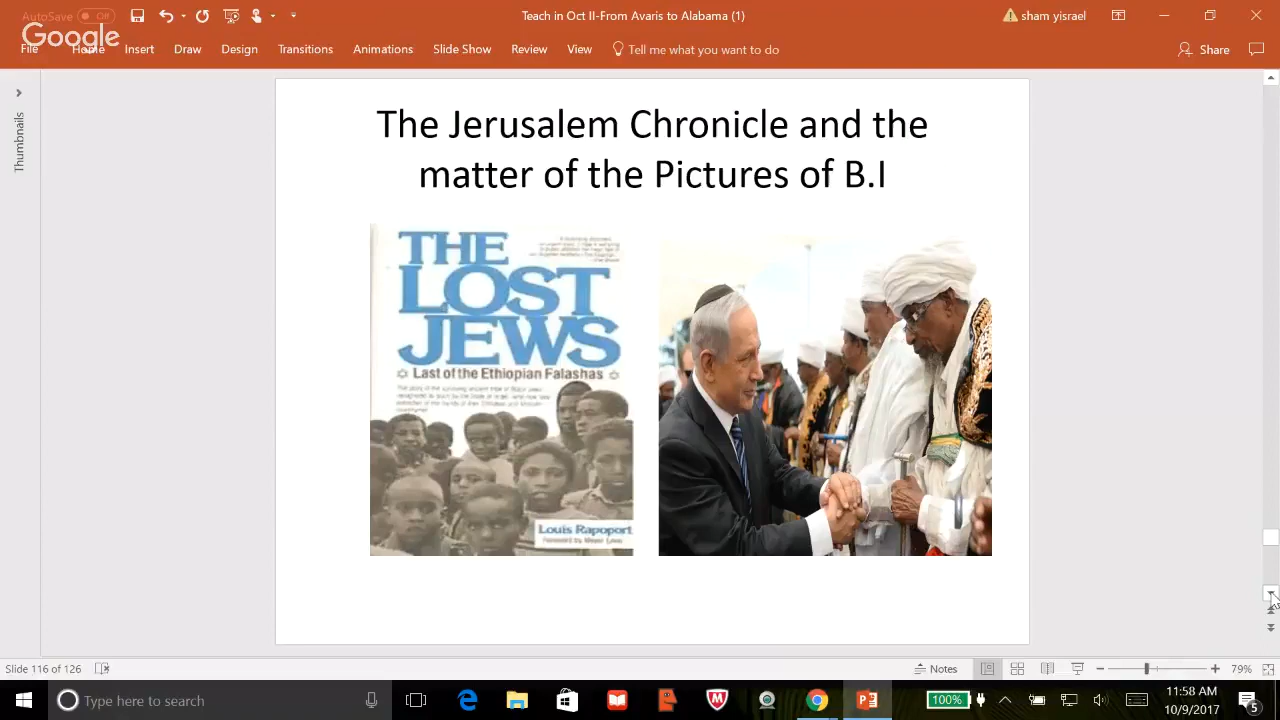 AutoSave Off
Teach in Oct II-From Avaris to Alabama (1)
sham yisrael
Google
File Home Insert Draw Design Transitions Animations Slide Show Review View Tell me what you want to do
Share
Thumbnails
The Jerusalem Chronicle and the
matter of the Pictures of B.I
THE
LOST
JEWS
Last of the Ethiopian Falashas
Louis Rapoport
Slide 116 of 126
Notes
79%
Type here to search
100%
11:58 AM
10/9/2017
5